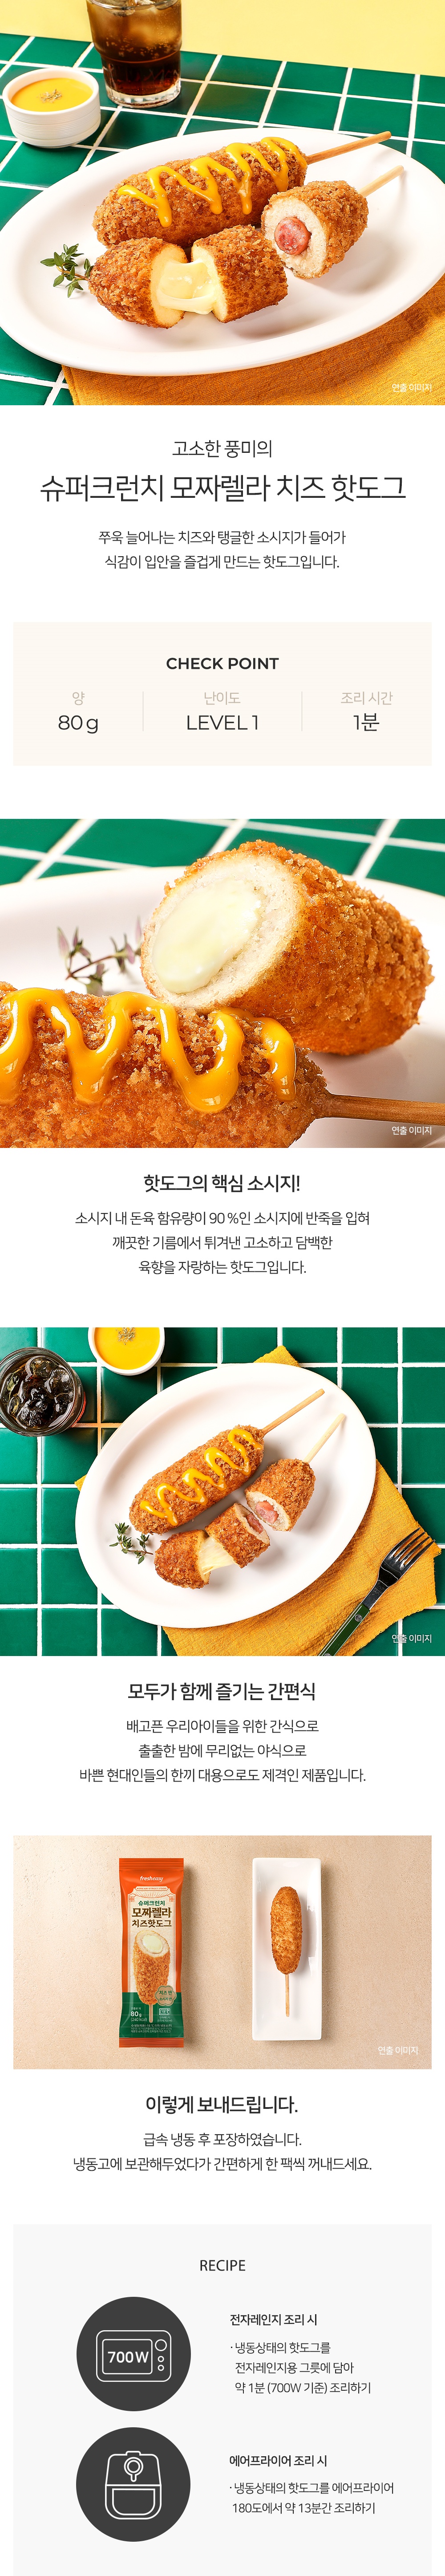 연출 이미지
고소한 풍미의
슈퍼크런치 모짜렐라 치즈 핫도그
쭈욱 늘어나는 치즈와 탱글한 소시지가 들어가
식감이 입안을 즐겁게 만드는 핫도그입니다.
CHECK POINT
양
80 g
난이도
LEVEL 1
조리 시간
1분
연출 이미지
핫도그의 핵심 소시지!
소시지 내 돈육 함유량이 90 %인 소시지에 반죽을 입혀
깨끗한 기름에서 튀겨낸 고소하고 담백한
육향을 자랑하는 핫도그입니다.
연출 이미지
모두가 함께 즐기는 간편식
배고픈 우리아이들을 위한 간식으로
출출한 밤에 무리없는 야식으로
바쁜 현대인들의 한끼 대용으로도 제격인 제품입니다.
fresheasy
슈퍼크런치
모짜렐라
치즈핫도그
80g
연출 이미지
이렇게 보내드립니다.
급속 냉동 후 포장하였습니다.
냉동고에 보관해두었다가 간편하게 한 팩씩 꺼내드세요.
RECIPE
700W
전자레인지 조리 시
· 냉동상태의 핫도그를
전자레인지용 그릇에 담아
약 1분 (700W 기준) 조리하기
에어프라이어 조리 시
· 냉동상태의 핫도그를 에어프라이어
180도에서 약 13분간 조리하기